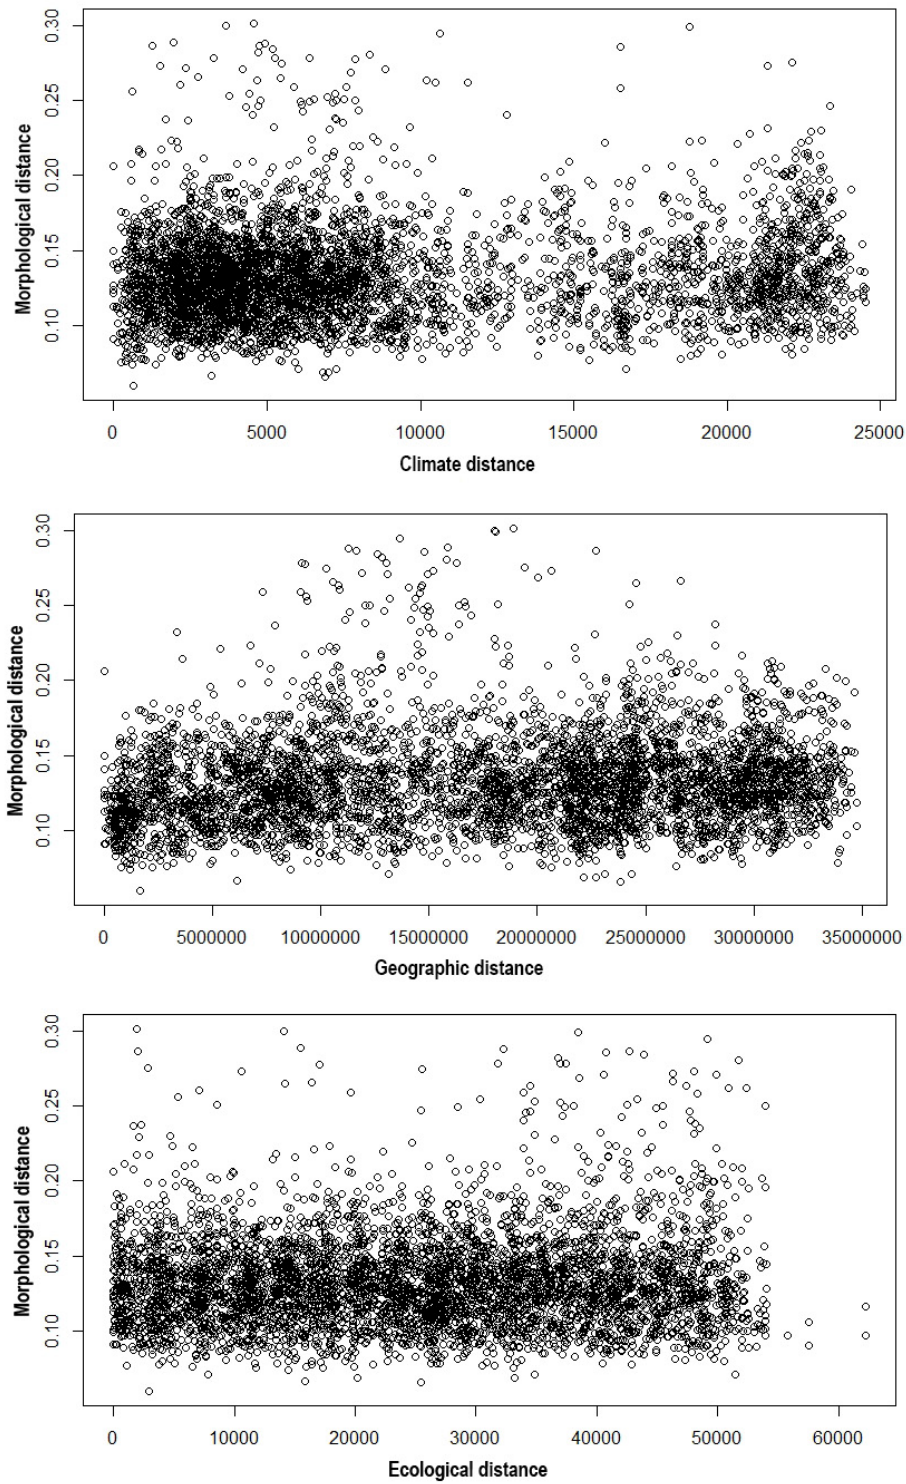 Morphological distance
0.10 0.15 0.20 0.25 0.30
0 5000 10000 15000 20000 25000
Climate distance
Morphological distance
0.10 0.15 0.20 0.25 0.30
0 5000000 10000000 15000000 20000000 25000000 30000000 35000000
Geographic distance
Morphological distance
0.10 0.15 0.20 0.25 0.30
0 10000 20000 30000 40000 50000 60000
Ecological distance